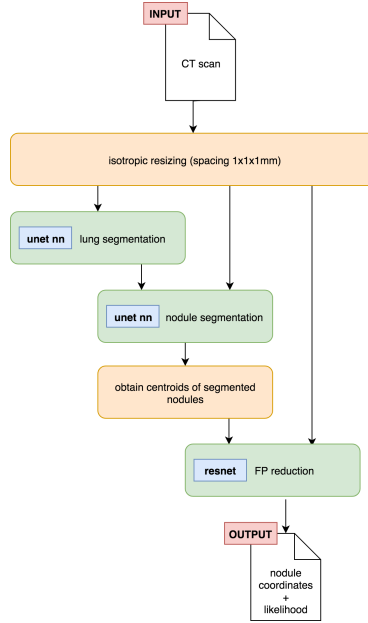 INPUT
CT scan
isotropic resizing (spacing 1x1x1mm)
unet nn lung segmentation
unet nn nodule segmentation
obtain centroids of segmented
nodules
resnet FP reduction
OUTPUT
nodule
coordinates
+
likelihood